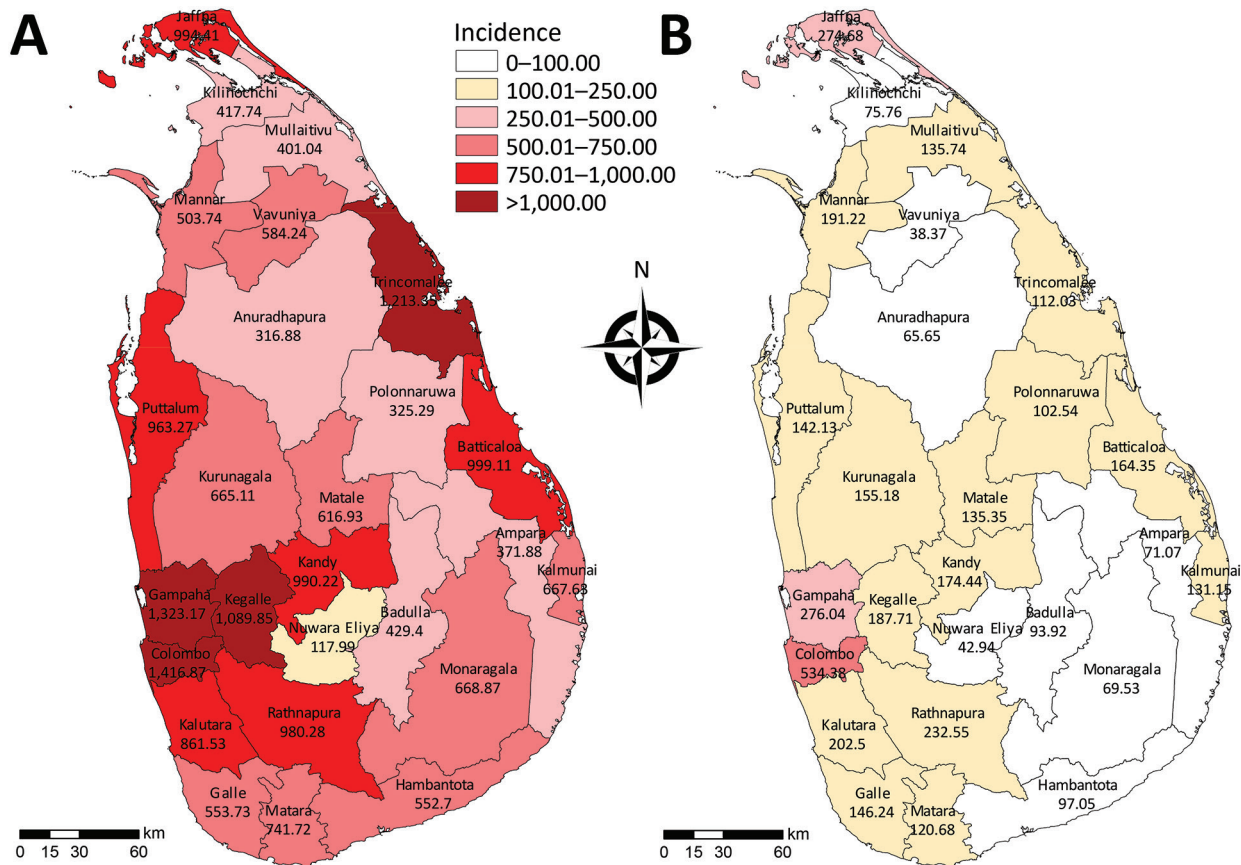 A
Incidence
0–100.00
100.01–250.00
250.01–500.00
500.01–750.00
750.01–1,000.00
>1,000.00
Jaffna
994.41
Kilinochchi
417.74
Mullaitivu
401.04
Mannar
503.74
Vavuniya
584.24
Trincomalee
1,213.35
Anuradhapura
316.88
Polonnaruwa
325.29
Puttalum
963.27
Batticaloa
999.11
Kurunagala
665.11
Matale
616.93
Ampara
371.88
Kandy
990.22
Kalmunai
667.63
Gampaha
1,323.17
Kegalle
1,089.85
Badulla
429.4
Nuwara Eliya
117.99
Colombo
1,416.87
Monaragala
668.87
Rathnapura
980.28
Kalutara
861.53
Hambantota
552.7
Galle
553.73
Matara
741.72
km
0 15 30 60
N
B
Jaffna
274.68
Kilinochchi
75.76
Mullaitivu
135.74
Mannar
191.22
Vavuniya
38.37
Trincomalee
112.03
Anuradhapura
65.65
Polonnaruwa
102.54
Puttalum
142.13
Batticaloa
164.35
Kurunagala
155.18
Matale
135.35
Ampara
71.07
Kandy
174.44
Kalmunai
131.15
Gampaha
276.04
Kegalle
187.71
Badulla
93.92
Nuwara Eliya
42.94
Colombo
534.38
Monaragala
69.53
Rathnapura
232.55
Kalutara
202.5
Hambantota
97.05
Galle
146.24
Matara
120.68
km
0 15 30 60